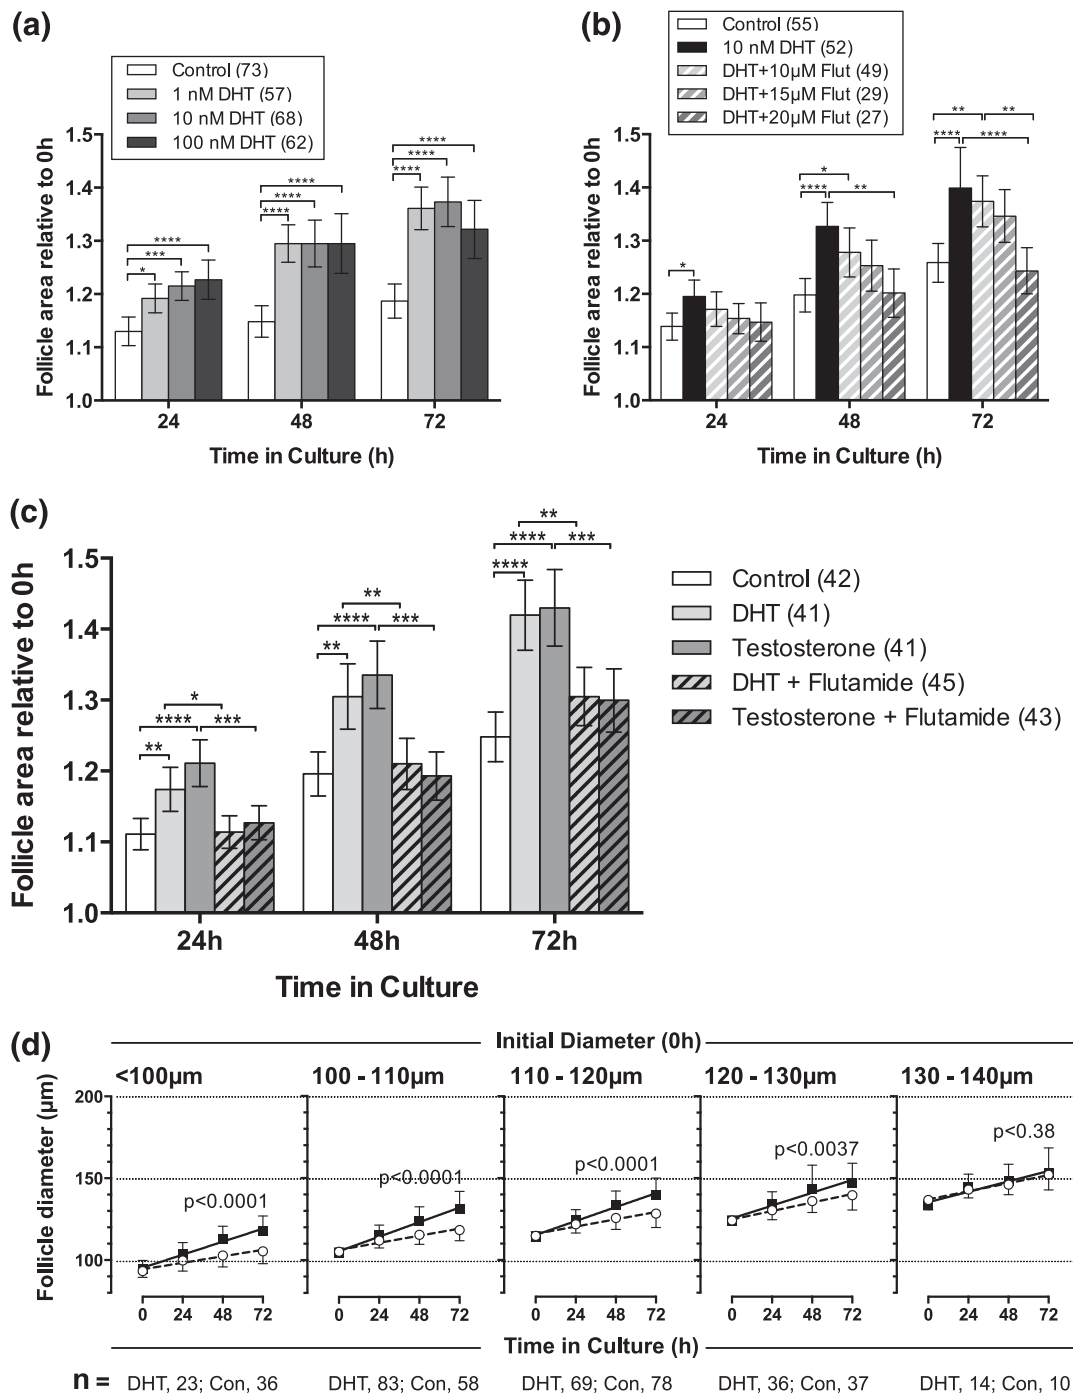 (a)
Control (73)
1 nM DHT (57)
10 nM DHT (68)
100 nM DHT (62)
Follicle area relative to 0h
1.5
1.4
1.3
1.2
1.1
1.0
* *** ****
**** **** ****
**** **** ****
24 48 72
Time in Culture (h)
(b)
Control (55)
10 nM DHT (52)
DHT+10µM Flut (49)
DHT+15µM Flut (29)
DHT+20µM Flut (27)
Follicle area relative to 0h
1.5
1.4
1.3
1.2
1.1
1.0
*
* **** **
** ** **** ****
24 48 72
Time in Culture (h)
(c)
Control (42)
DHT (41)
Testosterone (41)
DHT + Flutamide (45)
Testosterone + Flutamide (43)
Follicle area relative to 0h
1.5
1.4
1.3
1.2
1.1
1.0
* **** *** **
** **** *** **
** **** *** ****
24h 48h 72h
Time in Culture
(d)
Initial Diameter (0h)
<100µm 100 - 110µm 110 - 120µm 120 - 130µm 130 - 140µm
Follicle diameter (µm)
200
150
100
p<0.0001 p<0.0001 p<0.0001 p<0.0037 p<0.38
0 24 48 72 0 24 48 72 0 24 48 72 0 24 48 72 0 24 48 72
Time in Culture (h)
n = DHT, 23; Con, 36 DHT, 83; Con, 58 DHT, 69; Con, 78 DHT, 36; Con, 37 DHT, 14; Con, 10